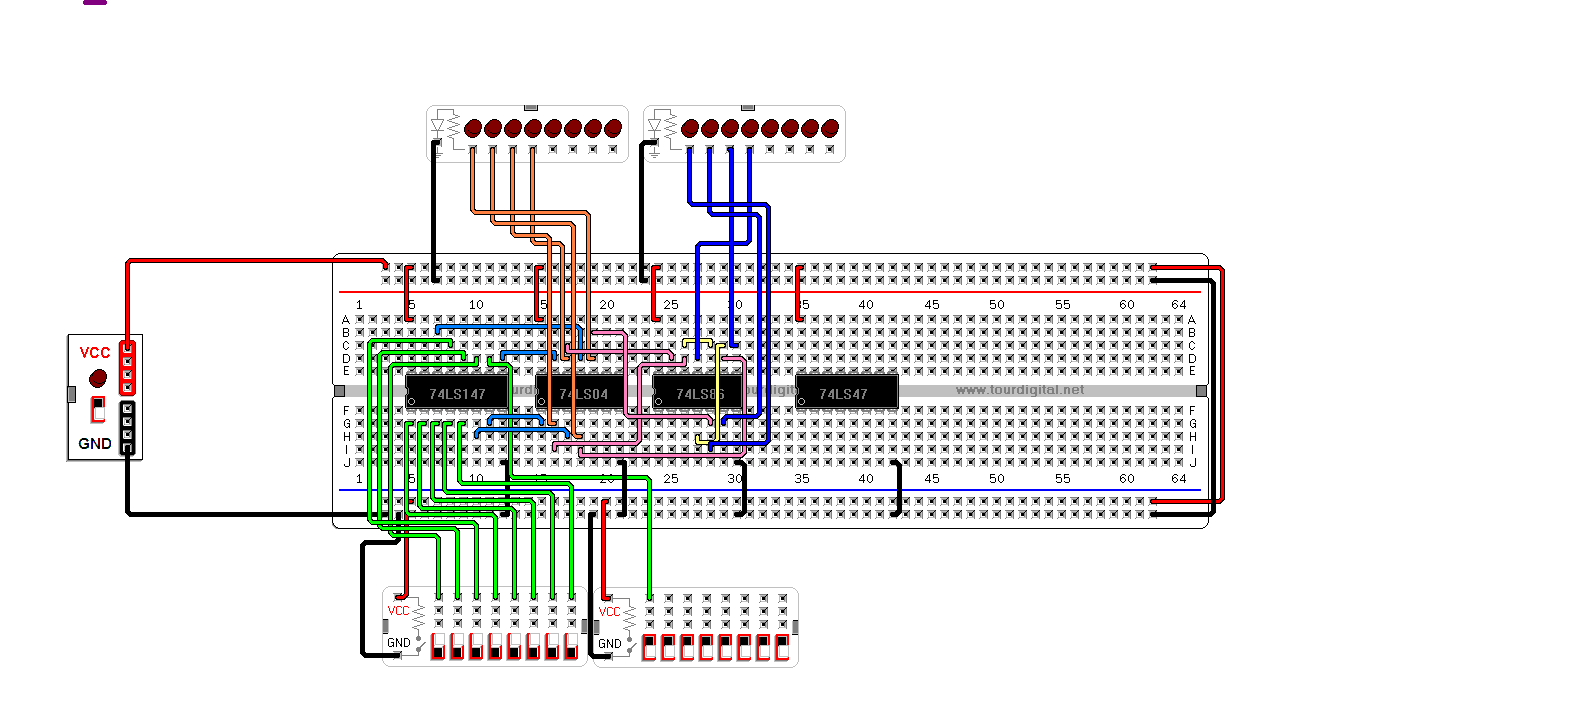 1 5 10 15 20 25 30 35 40 45 50 55 60 64
A A
B B
C C
D D
E E
VCC
GND
74LS147 74LS04 74LS86 74LS47 www.tourdigital.net
F F
G G
H H
I I
J J
1 5 10 15 20 25 30 35 40 45 50 55 60 64
VCC VCC
GND GND